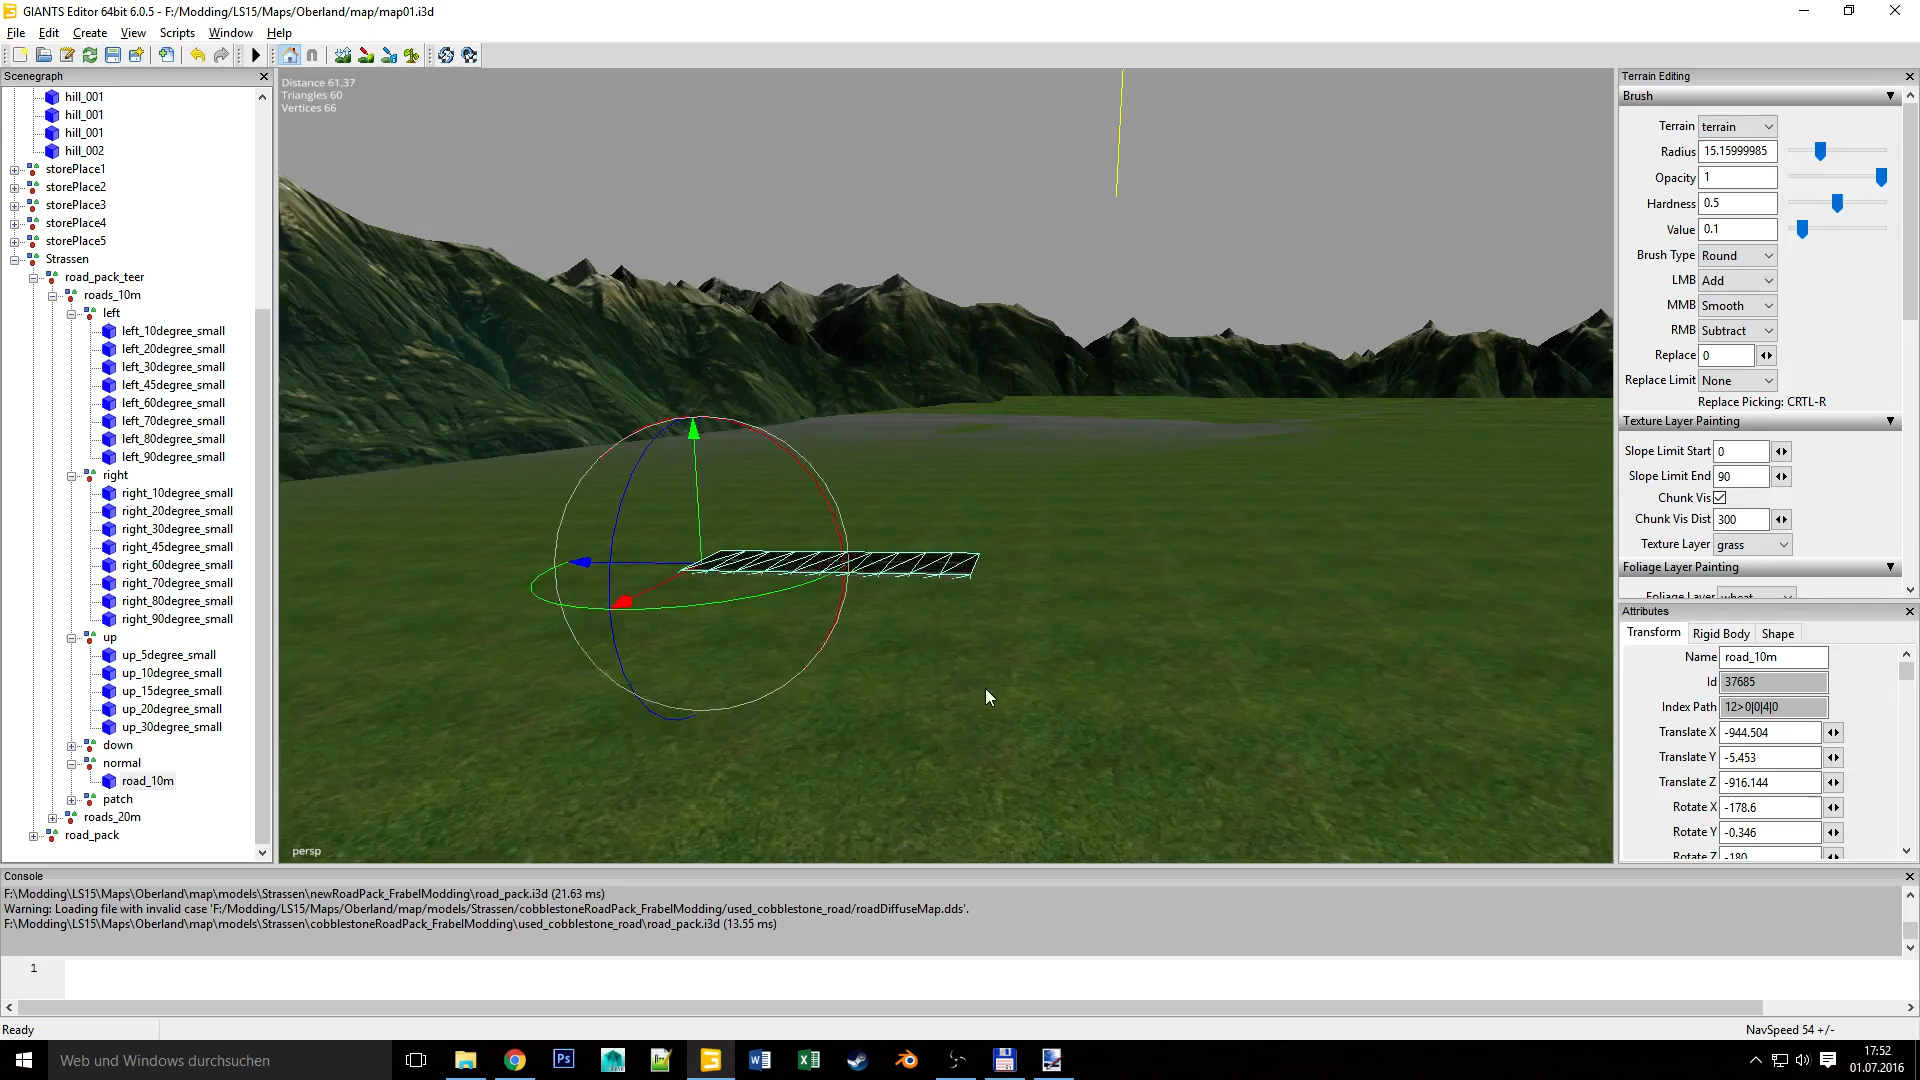 GIANTS Editor 64bit 6.0.5 - F:/Modding/LS15/Maps/Oberland/map/map01.i3d
File Edit Create View Scripts Window Help
Scenegraph
hill_001
hill_001
hill_001
hill_002
storePlace1
storePlace2
storePlace3
storePlace4
storePlace5
Strassen
road_pack_teer
roads_10m
left
left_10degree_small
left_20degree_small
left_30degree_small
left_45degree_small
left_60degree_small
left_70degree_small
left_80degree_small
left_90degree_small
right
right_10degree_small
right_20degree_small
right_30degree_small
right_45degree_small
right_60degree_small
right_70degree_small
right_80degree_small
right_90degree_small
up
up_5degree_small
up_10degree_small
up_15degree_small
up_20degree_small
up_30degree_small
down
normal
road_10m
patch
roads_20m
road_pack
Distance 61.37
Triangles 60
Vertices 66
persp
Terrain Editing
Brush
Terrain terrain
Radius 15.15999985
Opacity 1
Hardness 0.5
Value 0.1
Brush Type Round
LMB Add
MMB Smooth
RMB Subtract
Replace 0
Replace Limit None
Replace Picking: CRTL-R
Texture Layer Painting
Slope Limit Start 0
Slope Limit End 90
Chunk Vis
Chunk Vis Dist 300
Texture Layer grass
Foliage Layer Painting
Foliage Layer wheat
Attributes
Transform Rigid Body Shape
Name road_10m
Id 37685
Index Path 12>0|0|4|0
Translate X -944.504
Translate Y -5.453
Translate Z -916.144
Rotate X -178.6
Rotate Y -0.346
Rotate Z -180
Console
F:\Modding\LS15\Maps\Oberland\map\models\Strassen\newRoadPack_FrabelModding\road_pack.i3d (21.63 ms)
Warning: Loading file with invalid case 'F:/Modding/LS15/Maps/Oberland/map/models/Strassen/cobblestoneRoadPack_FrabelModding/used_cobblestone_road/roadDiffuseMap.dds'.
F:\Modding\LS15\Maps\Oberland\map\models\Strassen\cobblestoneRoadPack_FrabelModding\used_cobblestone_road\road_pack.i3d (13.55 ms)
1
Ready
NavSpeed 54 +/-
Web und Windows durchsuchen
17:52
01.07.2016